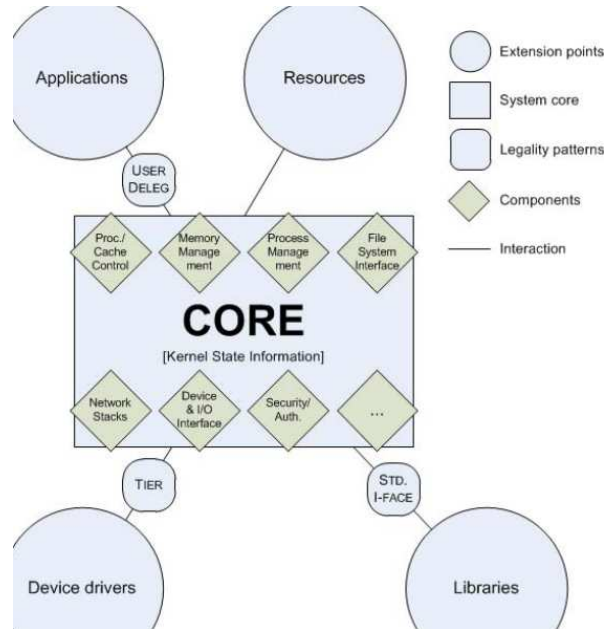 Applications
Resources
Extension points
System core
Legality patterns
Components
Interaction
USER
DELEG
Proc./
Cache
Control
Memory
Manage
ment
Process
Manage
ment
File
System
Interface
CORE
[Kernel State Information]
Network
Stacks
Device
& I/O
Interface
Security/
Auth.
...
TIER
STD.
I-FACE
Device drivers
Libraries